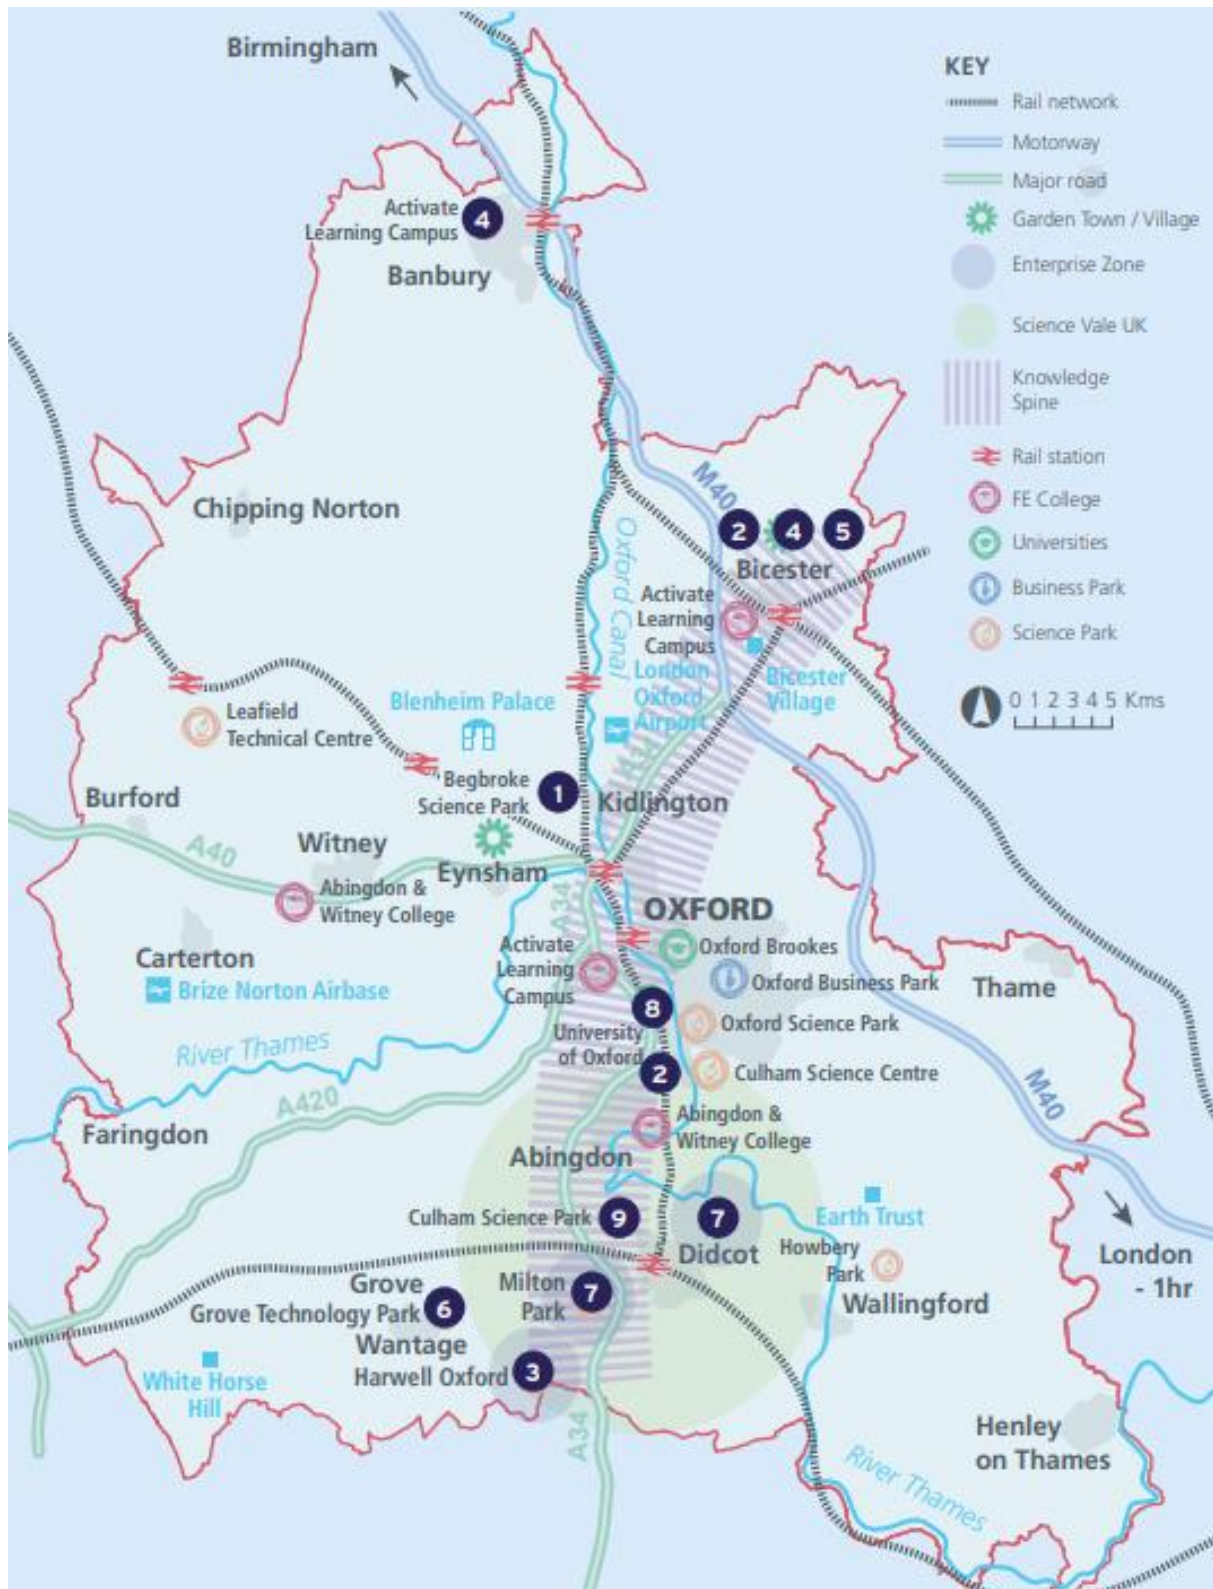 Birmingham
KEY
Rail network
Motorway
Major road
Garden Town / Village
Enterprise Zone
Science Vale UK
Knowledge
Spine
Rail station
FE College
Universities
Business Park
Science Park
0 1 2 3 4 5 Kms
Activate
Learning Campus
4
Banbury
Chipping Norton
M40
2
4
5
Bicester
Oxford Canal
Activate
Learning
Campus
Bicester
Village
London
Oxford
Airport
A34
Leafield
Technical Centre
Blenheim Palace
Begbroke
Science Park
1
Kidlington
Burford
A40
Witney
Eynsham
Abingdon &
Witney College
A34
OXFORD
Oxford Brookes
Carterton
Brize Norton Airbase
Activate
Learning
Campus
Oxford Business Park
Thame
8
University
of Oxford
Oxford Science Park
River Thames
2
Culham Science Centre
M40
A420
Faringdon
Abingdon &
Witney College
Abingdon
Culham Science Park
9
7
Didcot
Earth Trust
Howbery
Park
London
- 1hr
Grove
Grove Technology Park
6
Milton
Park
7
Wallingford
Wantage
Harwell Oxford
3
White Horse
Hill
A34
Henley
on Thames
River Thames